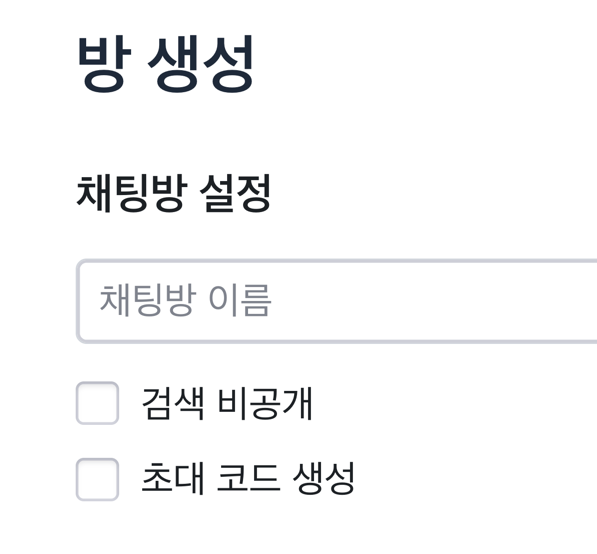 방 생성
채팅방 설정
채팅방 이름
검색 비공개
초대 코드 생성